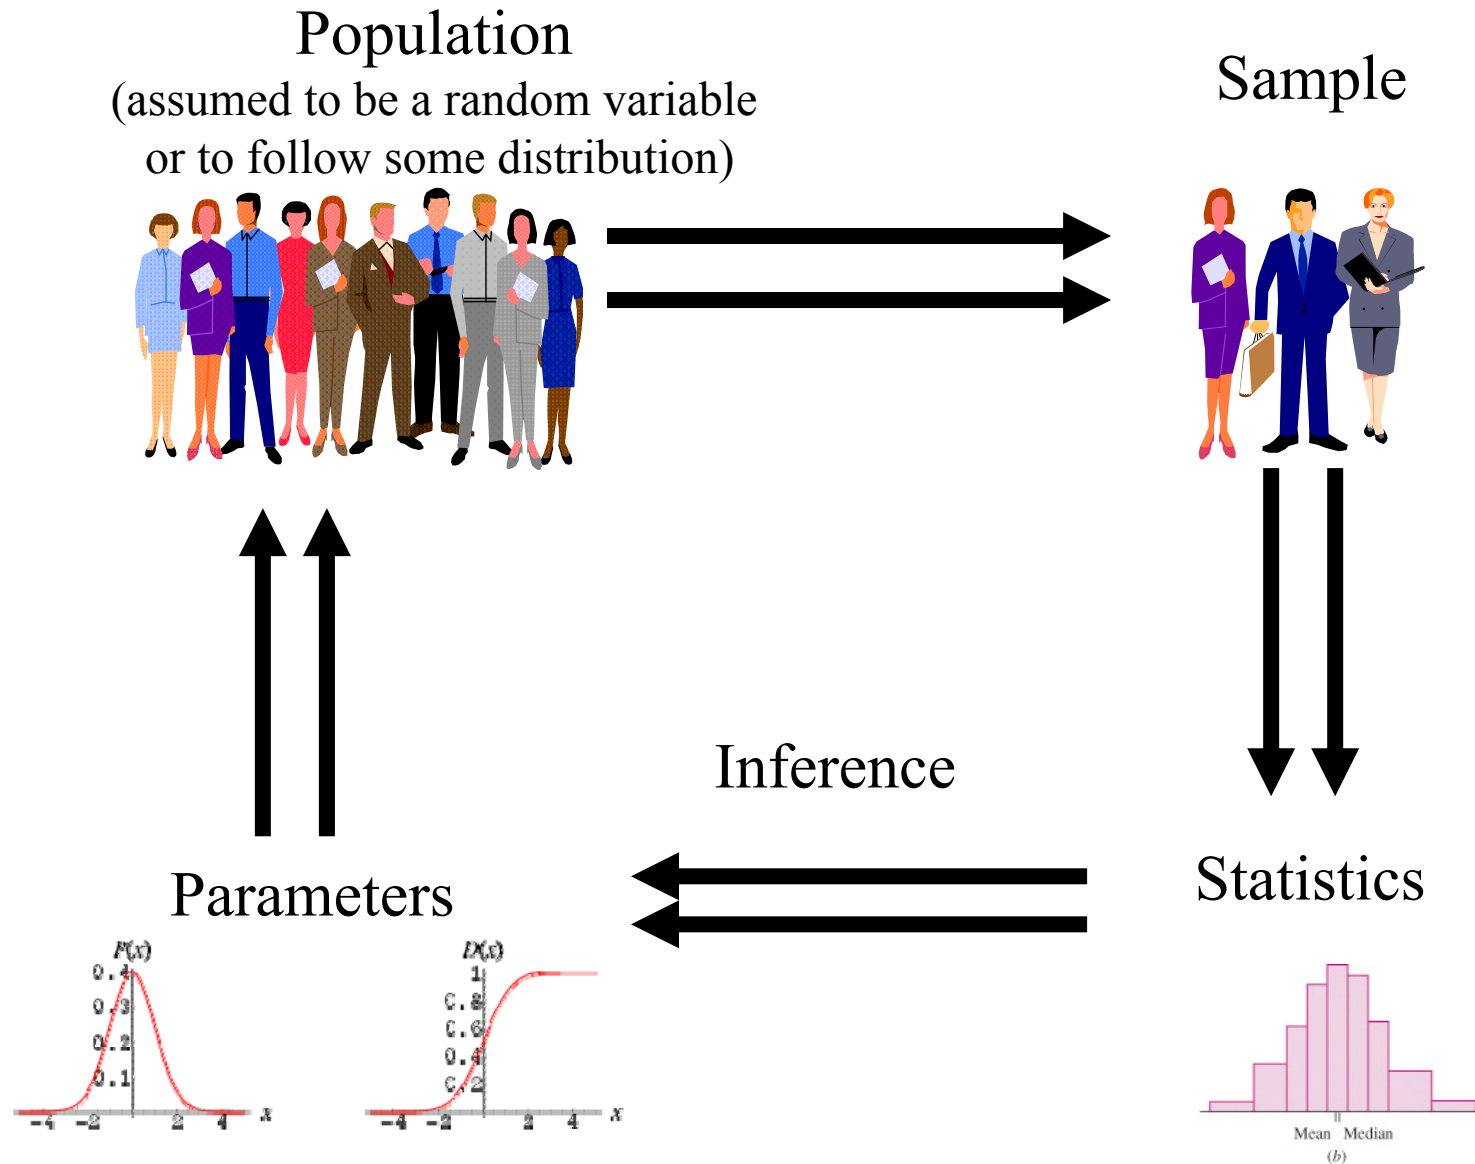 Population
(assumed to be a random variable
or to follow some distribution)
Sample
Inference
Parameters
Statistics
P(x)
0.4
0.3
0.2
0.1
-4 -2 2 4 x
D(x)
1
0.8
0.6
0.4
0.2
-4 -2 2 4 x
Mean Median
(b)